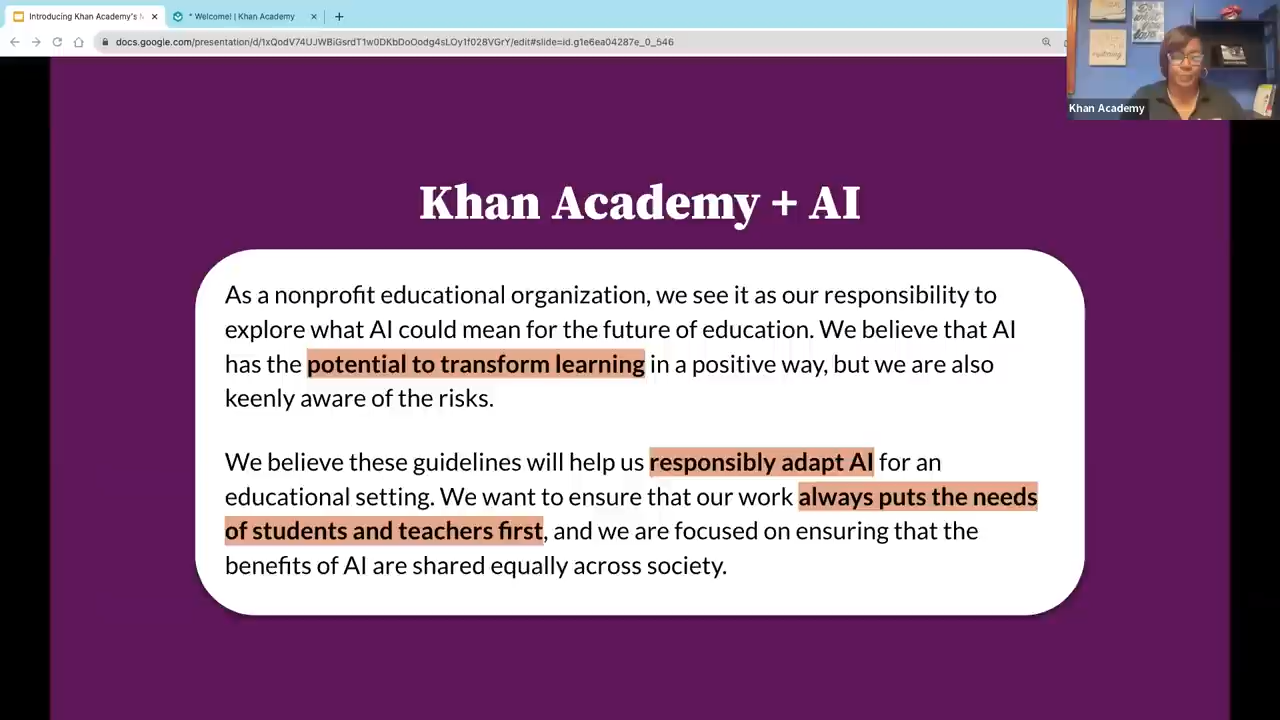 Introducing Khan Academy's
* Welcome! | Khan Academy
docs.google.com/presentation/d/1xQodV74UJWBiGsrdT1w0DKbDoOodg4sLOy1f028VGrY/edit#slide=id.g1e6ea04287e_0_546
Khan Academy
Khan Academy + AI
As a nonprofit educational organization, we see it as our responsibility to
explore what AI could mean for the future of education. We believe that AI
has the potential to transform learning in a positive way, but we are also
keenly aware of the risks.
We believe these guidelines will help us responsibly adapt AI for an
educational setting. We want to ensure that our work always puts the needs
of students and teachers first, and we are focused on ensuring that the
benefits of AI are shared equally across society.